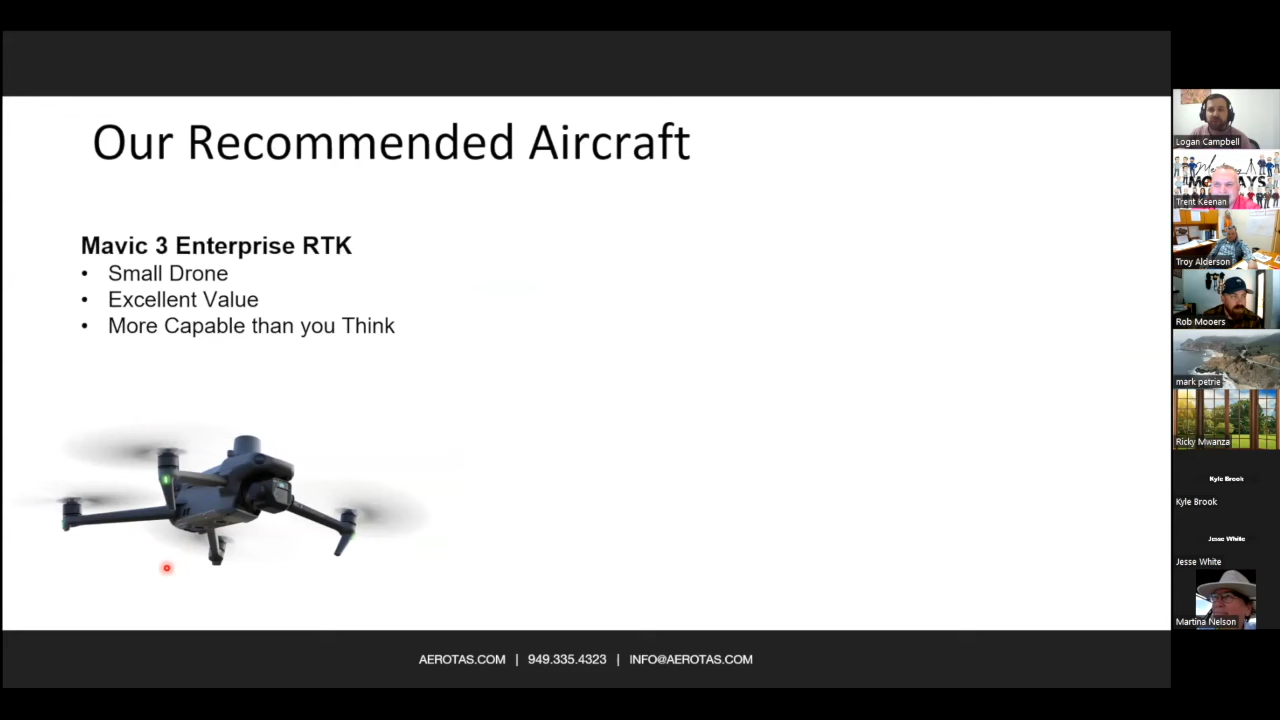 Our Recommended Aircraft
Mavic 3 Enterprise RTK
• Small Drone
• Excellent Value
• More Capable than you Think
AEROTAS.COM | 949.335.4323 | INFO@AEROTAS.COM
Logan Campbell
Trent Keenan
Troy Alderson
Rob Mooers
mark petrie
Ricky Mwanza
Kyle Brook
Kyle Brook
Jesse White
Jesse White
Martina Nelson